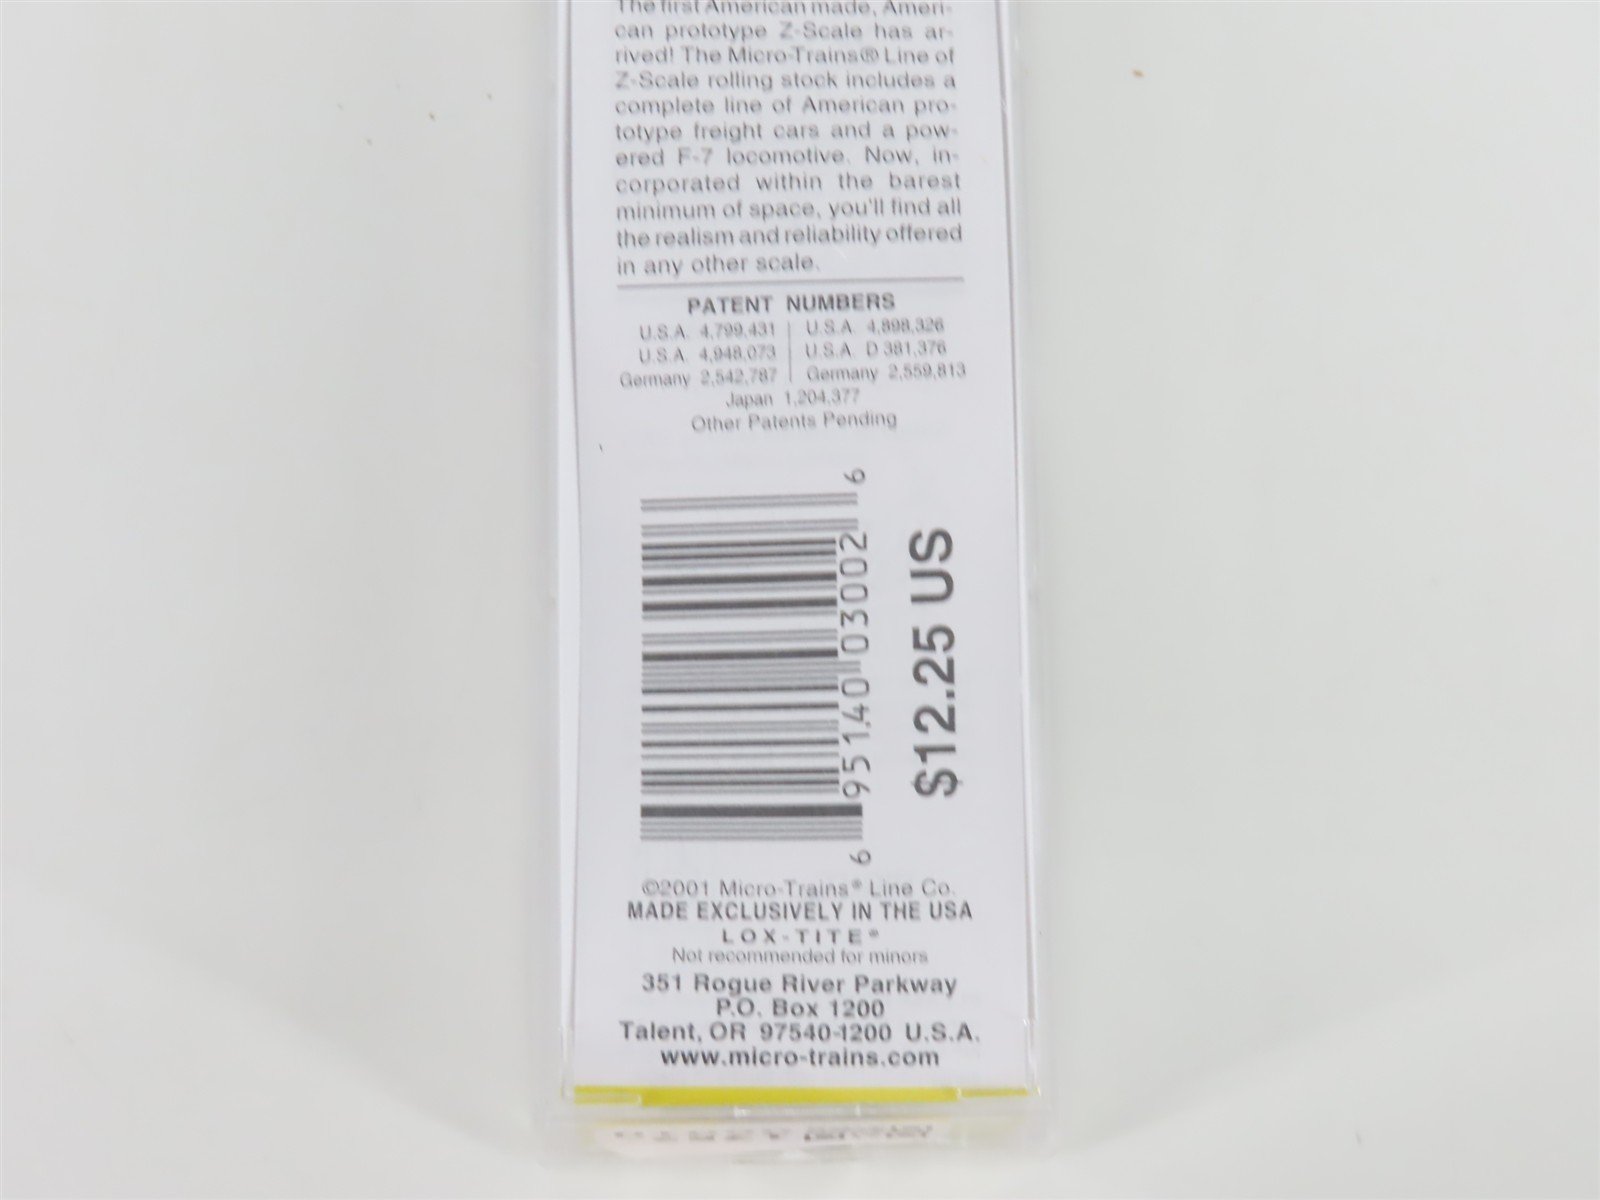 The first American made, Ameri-
can prototype Z-Scale has ar-
rived! The Micro-Trains® Line of
Z-Scale rolling stock includes a
complete line of American pro-
totype freight cars and a pow-
ered F-7 locomotive. Now, in-
corporated within the barest
minimum of space, you'll find all
the realism and reliability offered
in any other scale.
PATENT NUMBERS
U.S.A. 4,799,431 U.S.A. 4,898,326
U.S.A. 4,948,073 U.S.A. D 381,376
Germany 2,542,787 Germany 2,559,813
Japan 1,204,377
Other Patents Pending
6 95140 03002 6
$12.25 US
©2001 Micro-Trains® Line Co.
MADE EXCLUSIVELY IN THE USA
LOX-TITE®
Not recommended for minors
351 Rogue River Parkway
P.O. Box 1200
Talent, OR 97540-1200 U.S.A.
www.micro-trains.com